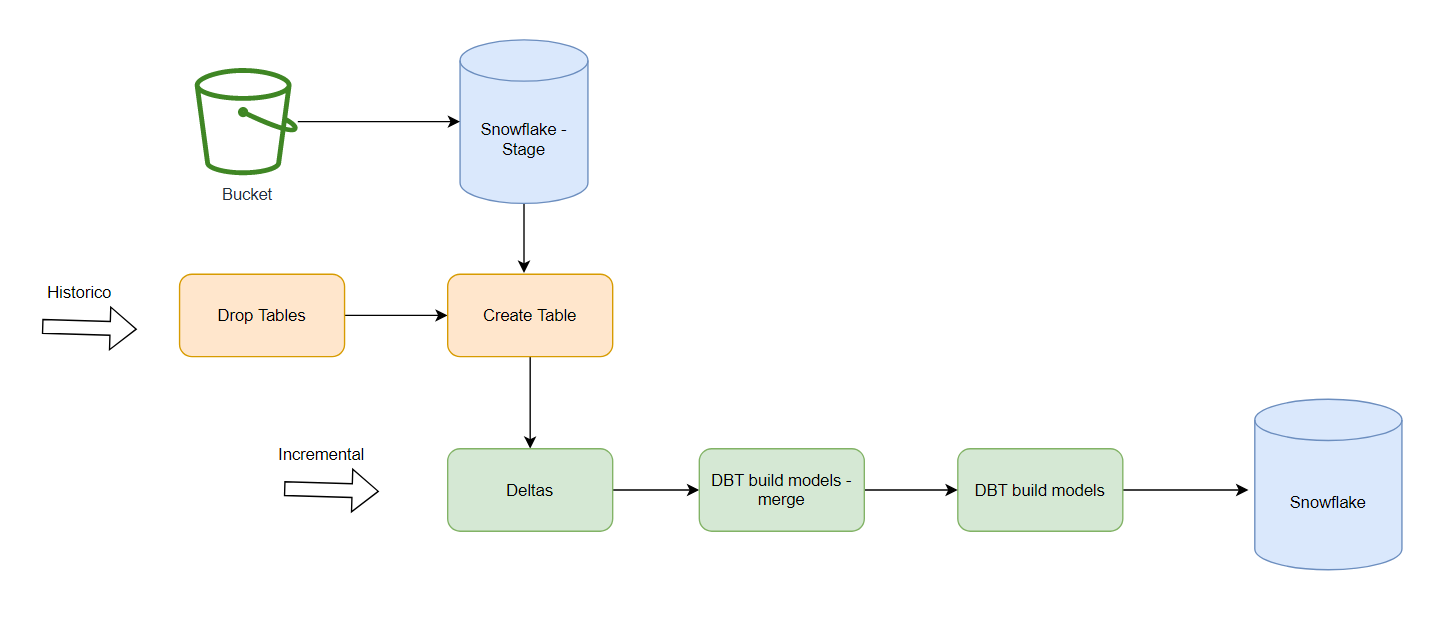 Snowflake -
Stage
Bucket
Historico
Drop Tables
Create Table
Incremental
Deltas
DBT build models -
merge
DBT build models
Snowflake